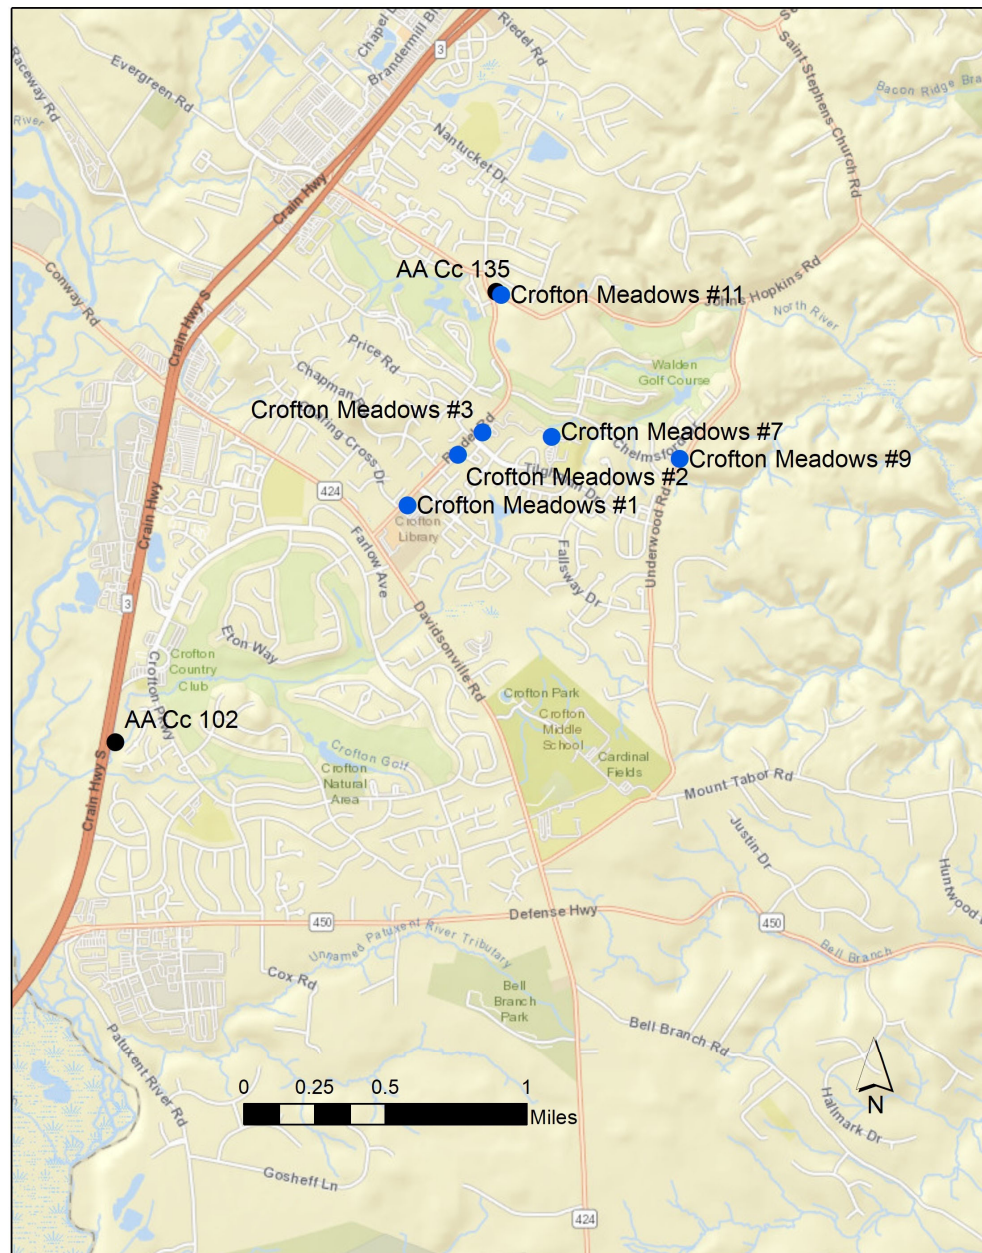 Riedel Rd
Chapel
Brandermill Bl
3
Raceway Rd
Evergreen Rd
River
Saint Stephens Church Rd
Bacon Ridge Bra
Nantucket Dr
Crain Hwy
Conway Rd
AA Cc 135
Crofton Meadows #11
Johns Hopkins Rd
North River
Crain Hwy S
Price Rd
Walden
Golf Course
Chapman
Crofton Meadows #3
Crofton Meadows #7
Chelmsford
Crofton Meadows #9
Crofton Meadows #2
Cross Dr
424
Crofton Meadows #1
Crofton
Library
Crain Hwy
Farlow Ave
Fallsway Dr
Underwood Rd
3
Davidsonville Rd
Eton Way
Crofton
Country
Club
Crofton Pkwy
Crofton Park
Crofton
Middle
School
AA Cc 102
Crofton Golf
Cardinal
Fields
Crofton
Natural
Area
Crain Hwy S
Mount Tabor Rd
Justin Dr
Huntwood
450
Defense Hwy
450
Unnamed Patuxent River Tributary
Bell Branch
Cox Rd
Bell
Branch
Park
Patuxent River Rd
Bell Branch Rd
0 0.25 0.5 1
Miles
N
Hallmark Dr
Gosheff Ln
424